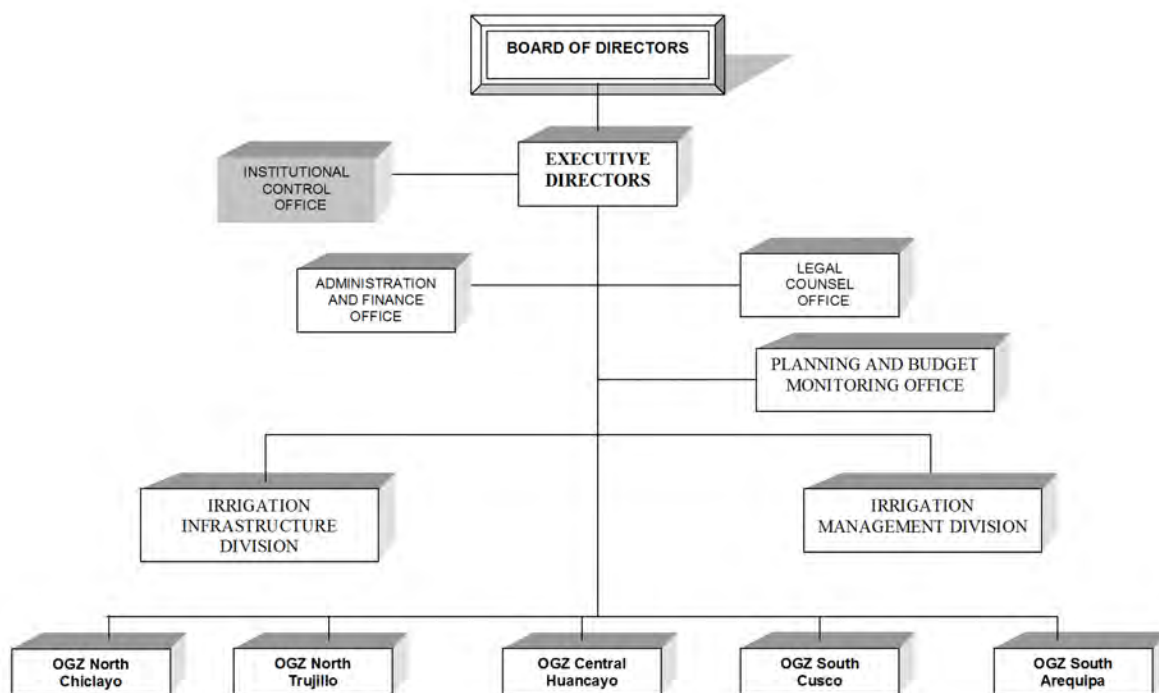 BOARD OF DIRECTORS
EXECUTIVE
DIRECTORS
INSTITUTIONAL
CONTROL
OFFICE
ADMINISTRATION
AND FINANCE
OFFICE
LEGAL
COUNSEL
OFFICE
PLANNING AND BUDGET
MONITORING OFFICE
IRRIGATION
INFRASTRUCTURE
DIVISION
IRRIGATION
MANAGEMENT DIVISION
OGZ North
Chiclayo
OGZ North
Trujillo
OGZ Central
Huancayo
OGZ South
Cusco
OGZ South
Arequipa